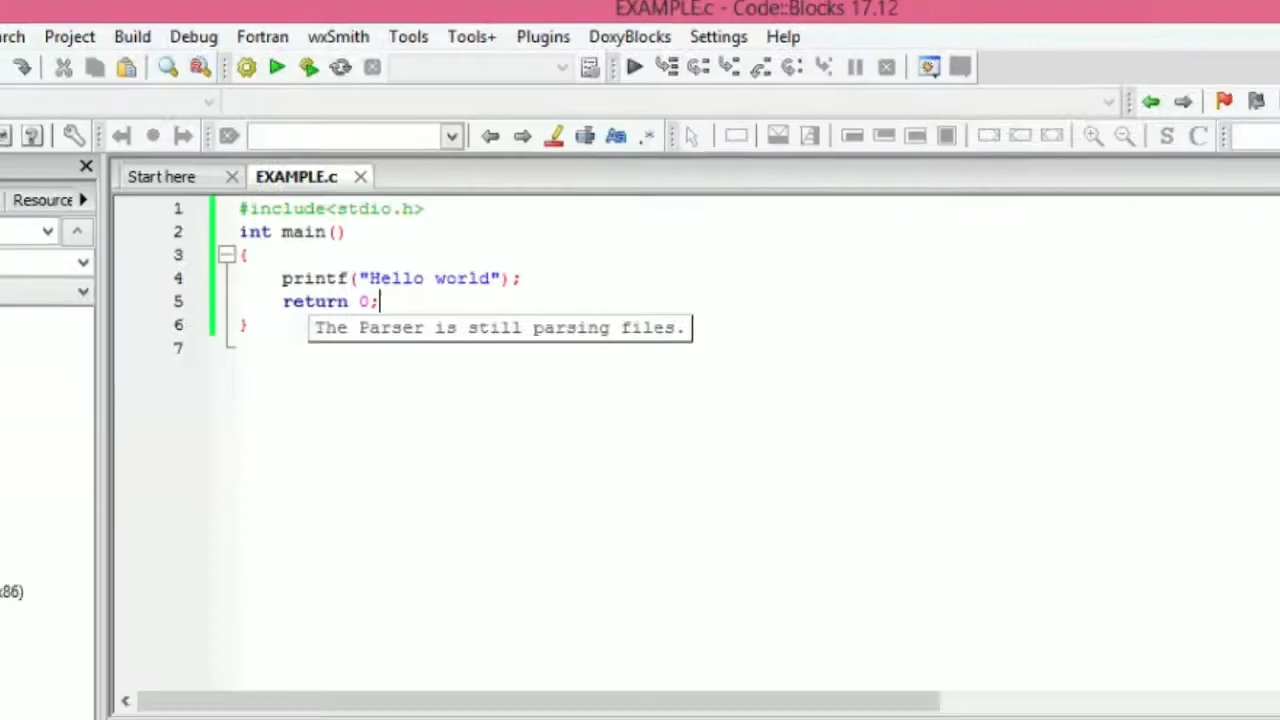 EXAMPLE.c - Code::Blocks 17.12
rch Project Build Debug Fortran wxSmith Tools Tools+ Plugins DoxyBlocks Settings Help
S C
Start here EXAMPLE.c
Resource
1 #include<stdio.h>
2 int main()
3 {
4 printf("Hello world");
5 return 0;
6 }
The Parser is still parsing files.
7
x86)